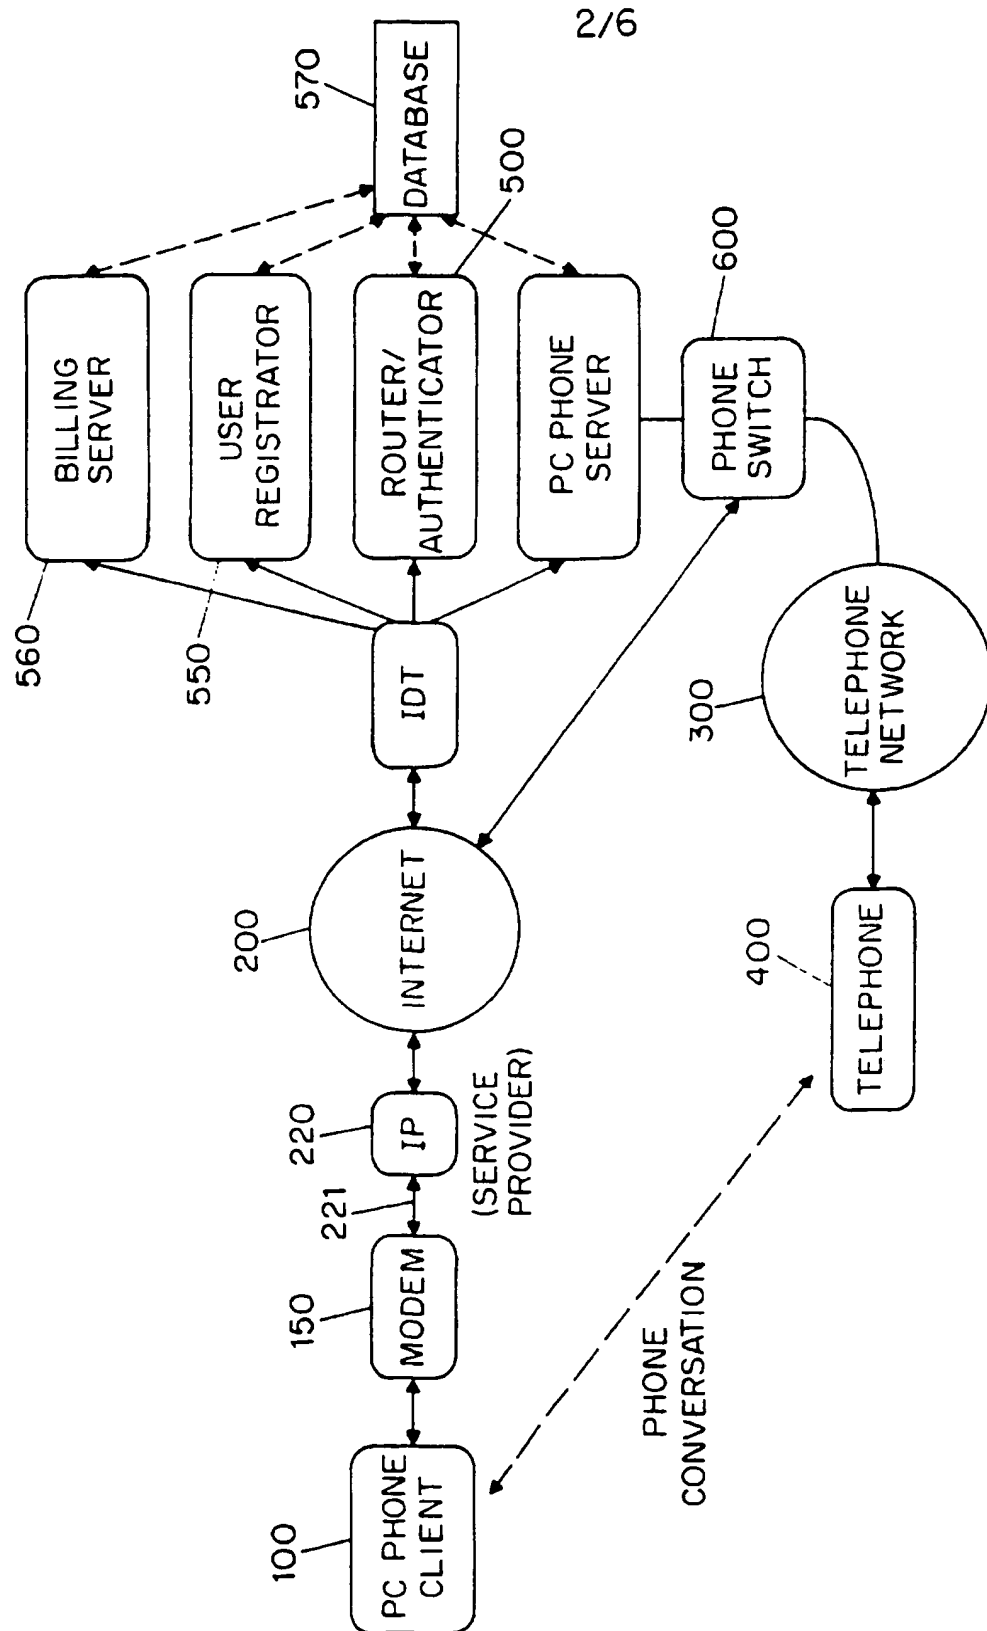 2/6
560
BILLING
SERVER
570
DATABASE
550
USER
REGISTRATOR
500
ROUTER/
AUTHENTICATOR
PC PHONE
SERVER
600
PHONE
SWITCH
100
PC PHONE
CLIENT
150
MODEM
221
220
IP
(SERVICE
PROVIDER)
200
INTERNET
IDT
300
TELEPHONE
NETWORK
400
TELEPHONE
PHONE
CONVERSATION